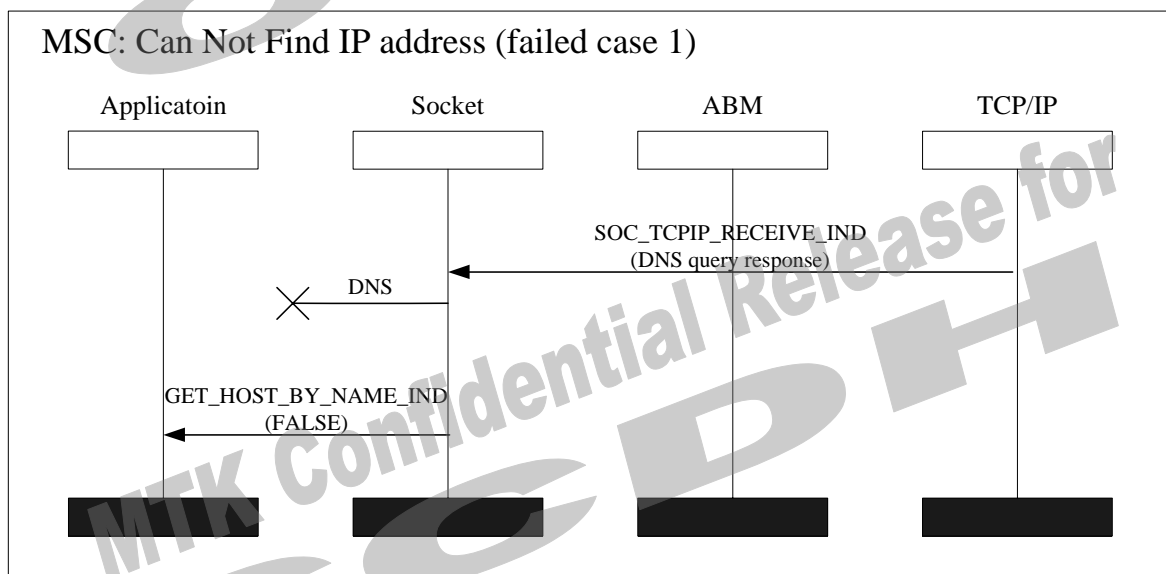 MSC: Can Not Find IP address (failed case 1)
Applicatoin Socket ABM TCP/IP
SOC_TCPIP_RECEIVE_IND
(DNS query response)
DNS
GET_HOST_BY_NAME_IND
(FALSE)
MTK Confidential Release for